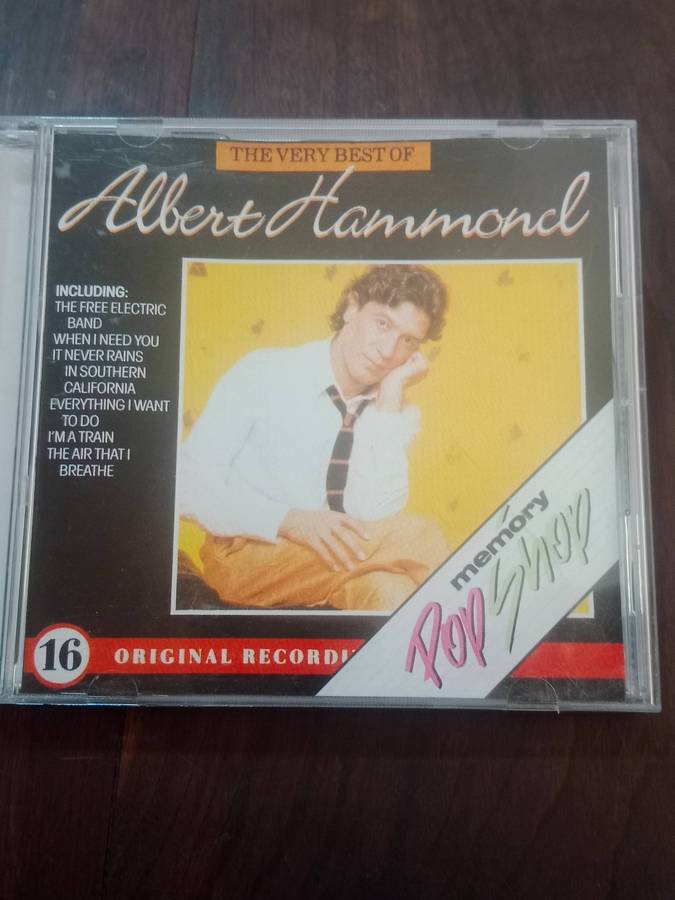 THE VERY BEST OF
Albert Hammond
INCLUDING:
THE FREE ELECTRIC
BAND
WHEN I NEED YOU
IT NEVER RAINS
IN SOUTHERN
CALIFORNIA
EVERYTHING I WANT
TO DO
I'M A TRAIN
THE AIR THAT I
BREATHE
memory
Pop Shop
16 ORIGINAL RECORDI